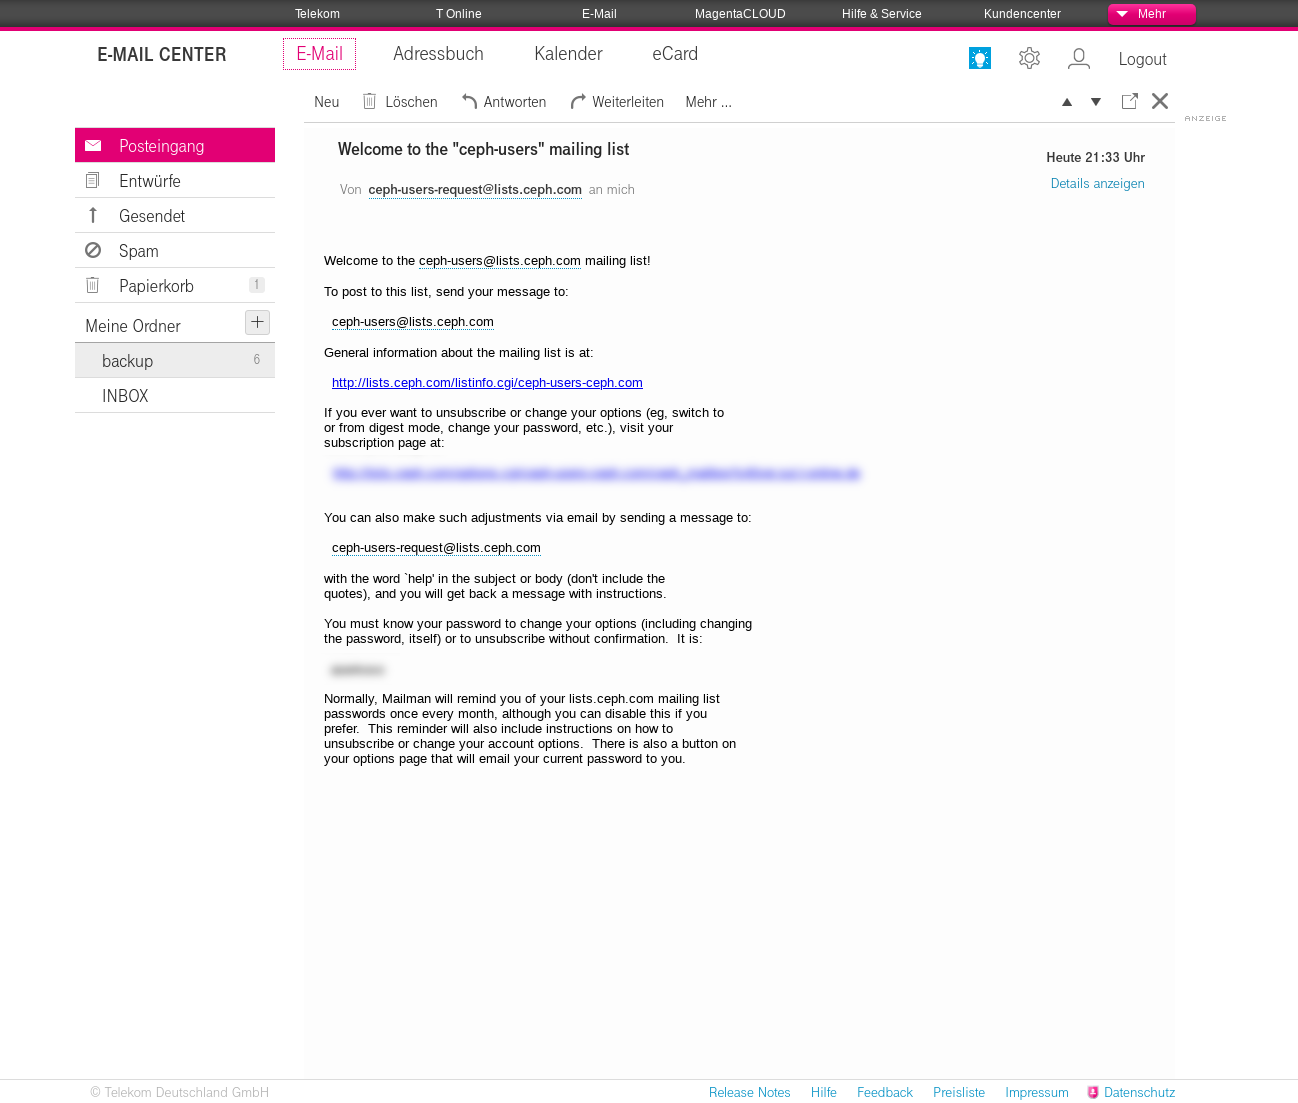 Telekom T Online E-Mail MagentaCLOUD Hilfe & Service Kundencenter Mehr
E-MAIL CENTER E-Mail Adressbuch Kalender eCard Logout
Neu Löschen Antworten Weiterleiten Mehr ...
ANZEIGE
Posteingang
Entwürfe
Gesendet
Spam
Papierkorb 1
Meine Ordner
backup 6
INBOX
Welcome to the "ceph-users" mailing list
Heute 21:33 Uhr
Von ceph-users-request@lists.ceph.com an mich
Details anzeigen
Welcome to the ceph-users@lists.ceph.com mailing list!
To post to this list, send your message to:
ceph-users@lists.ceph.com
General information about the mailing list is at:
http://lists.ceph.com/listinfo.cgi/ceph-users-ceph.com
If you ever want to unsubscribe or change your options (eg, switch to
or from digest mode, change your password, etc.), visit your
subscription page at:
You can also make such adjustments via email by sending a message to:
ceph-users-request@lists.ceph.com
with the word `help' in the subject or body (don't include the
quotes), and you will get back a message with instructions.
You must know your password to change your options (including changing
the password, itself) or to unsubscribe without confirmation.  It is:
Normally, Mailman will remind you of your lists.ceph.com mailing list
passwords once every month, although you can disable this if you
prefer.  This reminder will also include instructions on how to
unsubscribe or change your account options.  There is also a button on
your options page that will email your current password to you.
© Telekom Deutschland GmbH
Release Notes Hilfe Feedback Preisliste Impressum Datenschutz